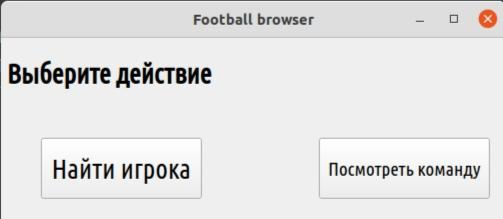 Football browser
Выберите действие
Найти игрока
Посмотреть команду